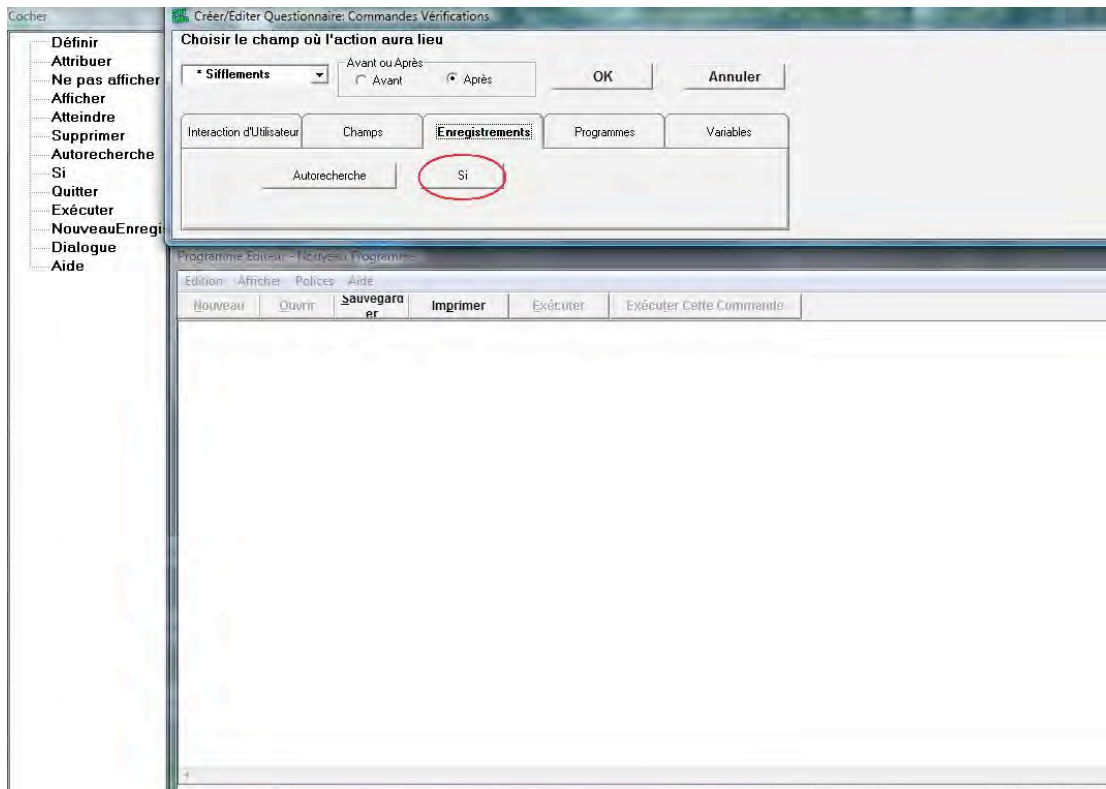 Cocher
Définir
Attribuer
Ne pas afficher
Afficher
Atteindre
Supprimer
Autorecherche
Si
Quitter
Exécuter
NouveauEnregi
Dialogue
Aide
Créer/Editer Questionnaire: Commandes Vérifications
Choisir le champ où l'action aura lieu
* Sifflements
Avant ou Après
Avant
Après
OK
Annuler
Interaction d'Utilisateur
Champs
Enregistrements
Programmes
Variables
Autorecherche
Si
Programme Editeur - Nouveau Programme
Edition Afficher Polices Aide
Nouveau
Ouvrir
Sauvegard
er
Imprimer
Exécuter
Exécuter Cette Commande